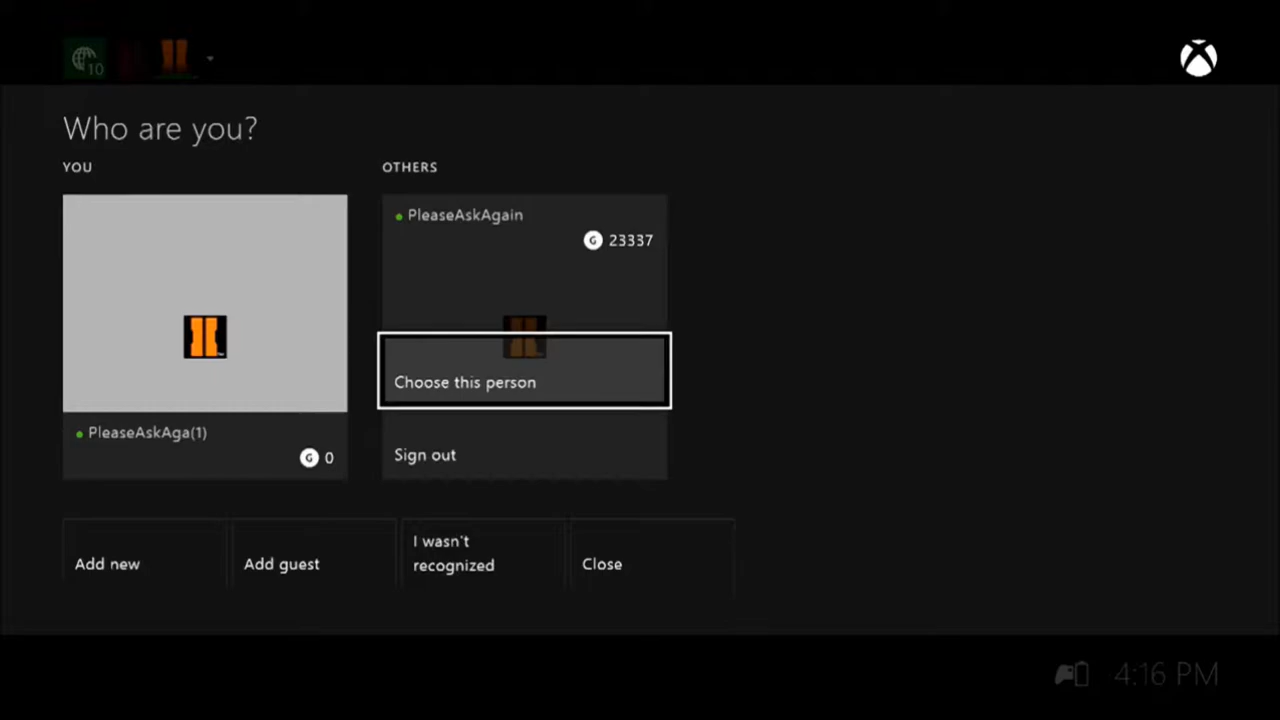 10
Who are you?
YOU
OTHERS
PleaseAskAgain
G 23337
Choose this person
PleaseAskAga(1)
G 0
Sign out
Add new
Add guest
I wasn't
recognized
Close
4:16 PM